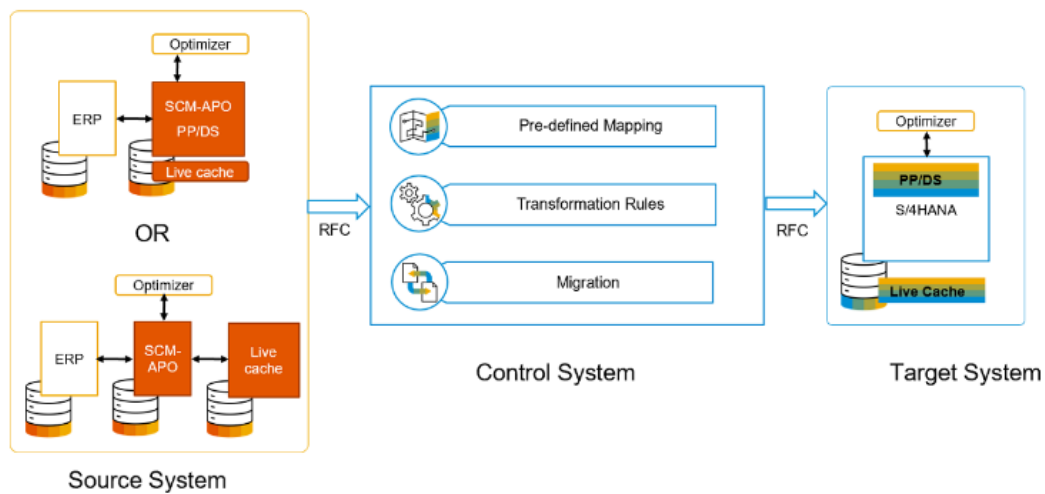 Optimizer
ERP
SCM-APO
PP/DS
Live cache
OR
Optimizer
ERP
SCM-
APO
Live
cache
Source System
RFC
Pre-defined Mapping
Transformation Rules
Migration
Control System
RFC
Optimizer
PP/DS
S/4HANA
Live Cache
Target System